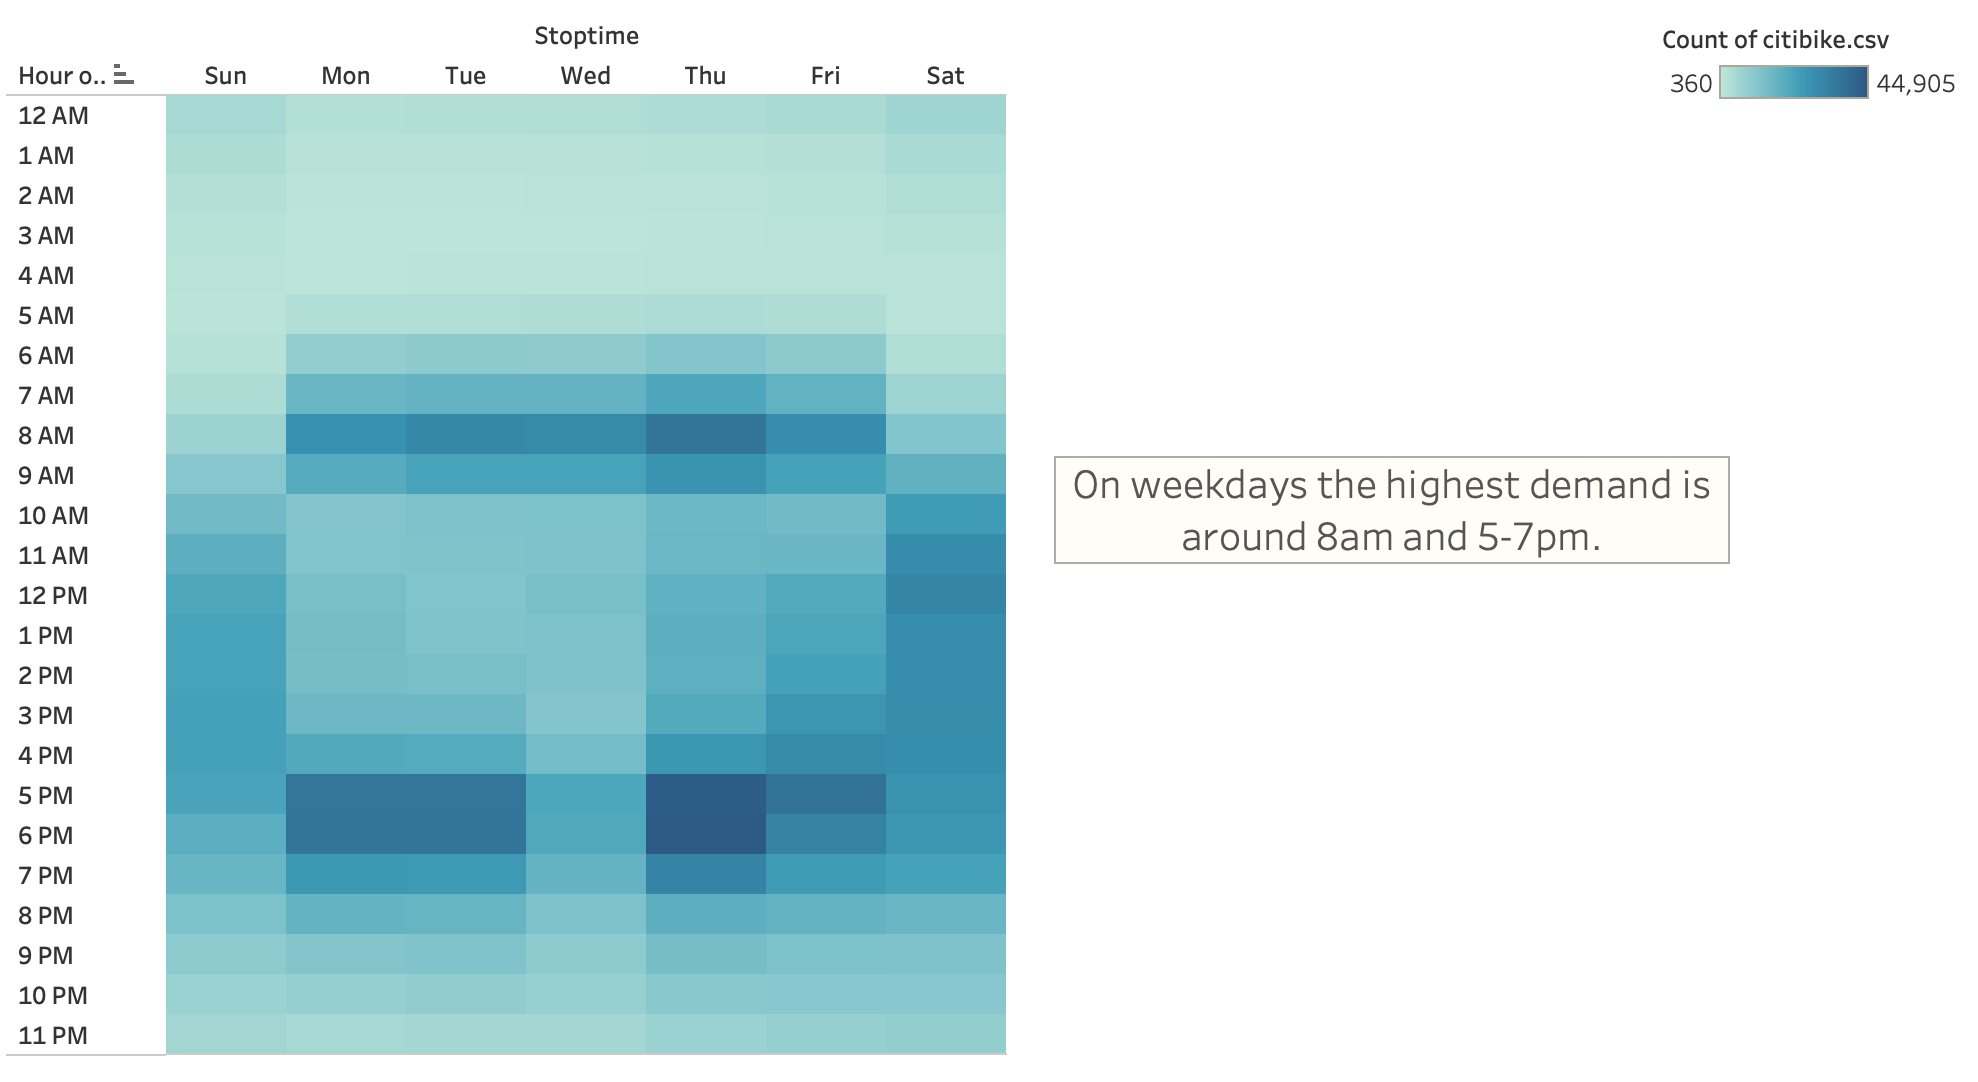 Stoptime
Hour o.. Sun Mon Tue Wed Thu Fri Sat
12 AM
1 AM
2 AM
3 AM
4 AM
5 AM
6 AM
7 AM
8 AM
9 AM
10 AM
11 AM
12 PM
1 PM
2 PM
3 PM
4 PM
5 PM
6 PM
7 PM
8 PM
9 PM
10 PM
11 PM
Count of citibike.csv
360 44,905
On weekdays the highest demand is
around 8am and 5-7pm.